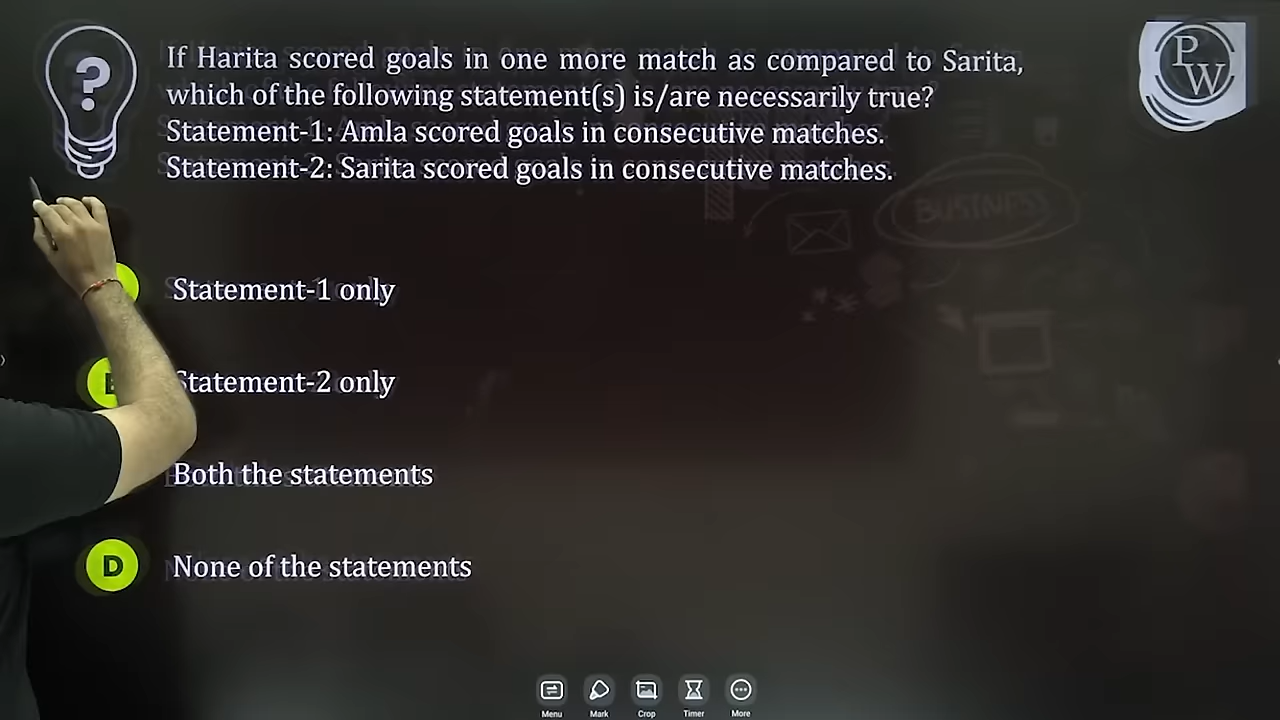 ?
If Harita scored goals in one more match as compared to Sarita,
which of the following statement(s) is/are necessarily true?
Statement-1: Amla scored goals in consecutive matches.
Statement-2: Sarita scored goals in consecutive matches.
PW
BUSINESS
Statement-1 only
Statement-2 only
Both the statements
D None of the statements
Menu Mark Crop Timer More